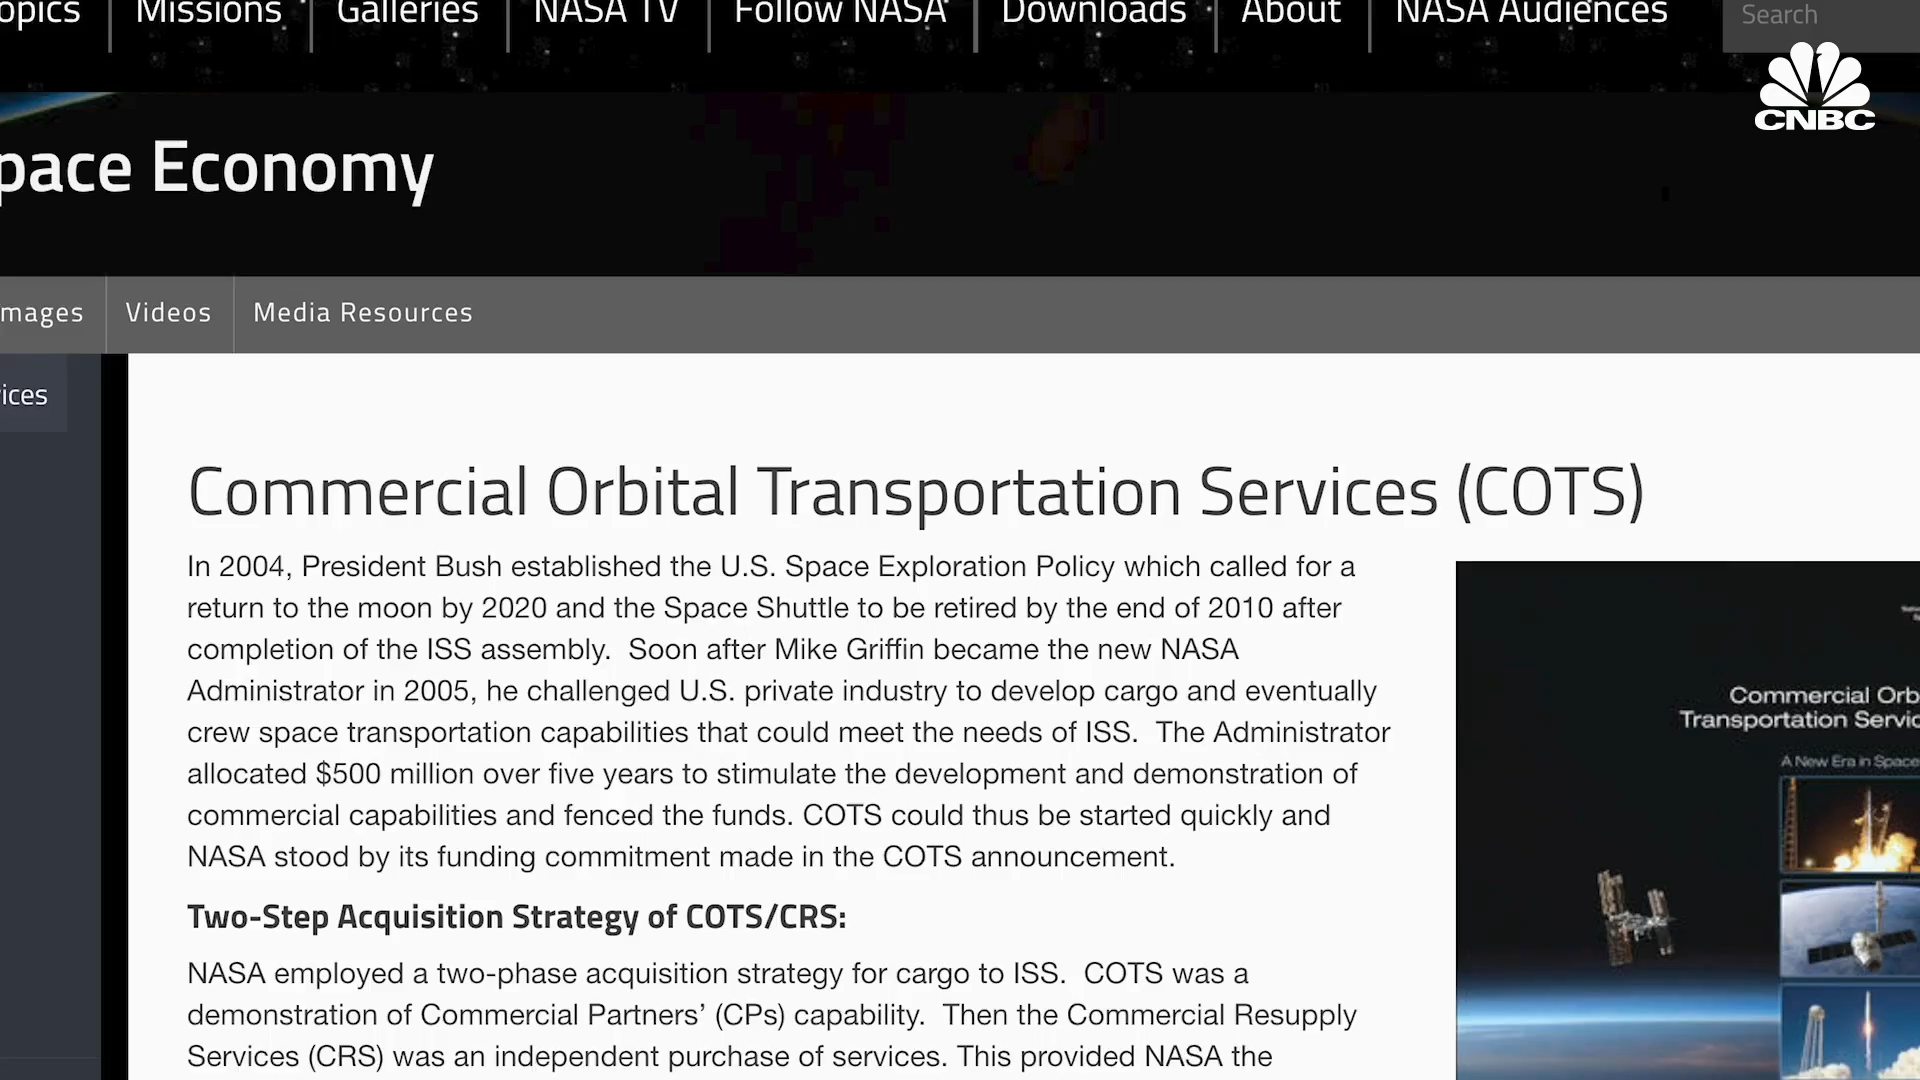 opics Missions Galleries NASA TV Follow NASA Downloads About NASA Audiences Search
CNBC
pace Economy
mages Videos Media Resources
ices
Commercial Orbital Transportation Services (COTS)
In 2004, President Bush established the U.S. Space Exploration Policy which called for a
return to the moon by 2020 and the Space Shuttle to be retired by the end of 2010 after
completion of the ISS assembly.  Soon after Mike Griffin became the new NASA
Administrator in 2005, he challenged U.S. private industry to develop cargo and eventually
crew space transportation capabilities that could meet the needs of ISS.  The Administrator
allocated $500 million over five years to stimulate the development and demonstration of
commercial capabilities and fenced the funds. COTS could thus be started quickly and
NASA stood by its funding commitment made in the COTS announcement.
Two-Step Acquisition Strategy of COTS/CRS:
NASA employed a two-phase acquisition strategy for cargo to ISS.  COTS was a
demonstration of Commercial Partners’ (CPs) capability.  Then the Commercial Resupply
Services (CRS) was an independent purchase of services. This provided NASA the
Commercial Orb
Transportation Servic
A New Era in Space